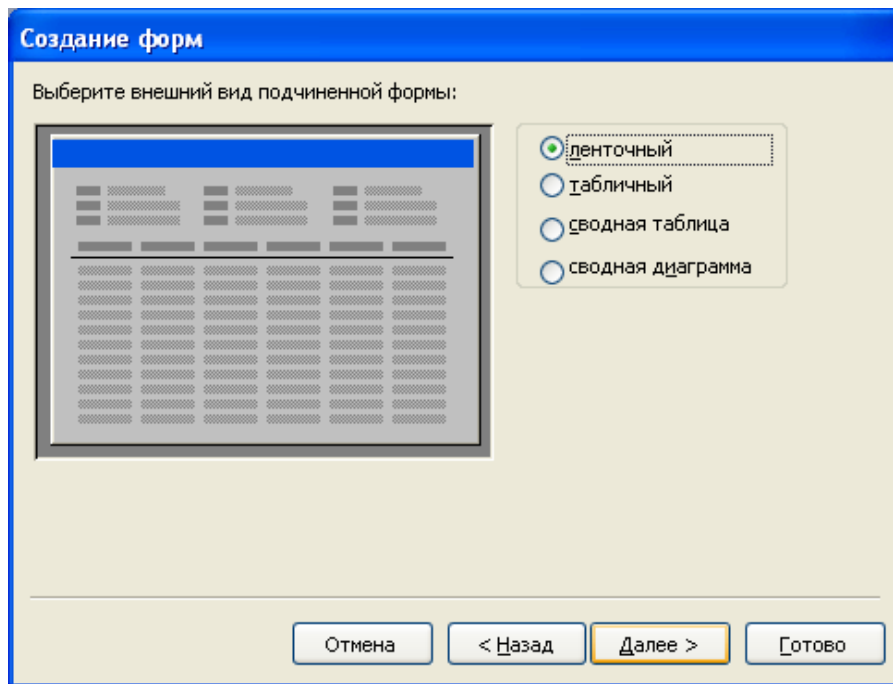 Создание форм
Выберите внешний вид подчиненной формы:
ленточный
табличный
сводная таблица
сводная диаграмма
Отмена
< Назад
Далее >
Готово